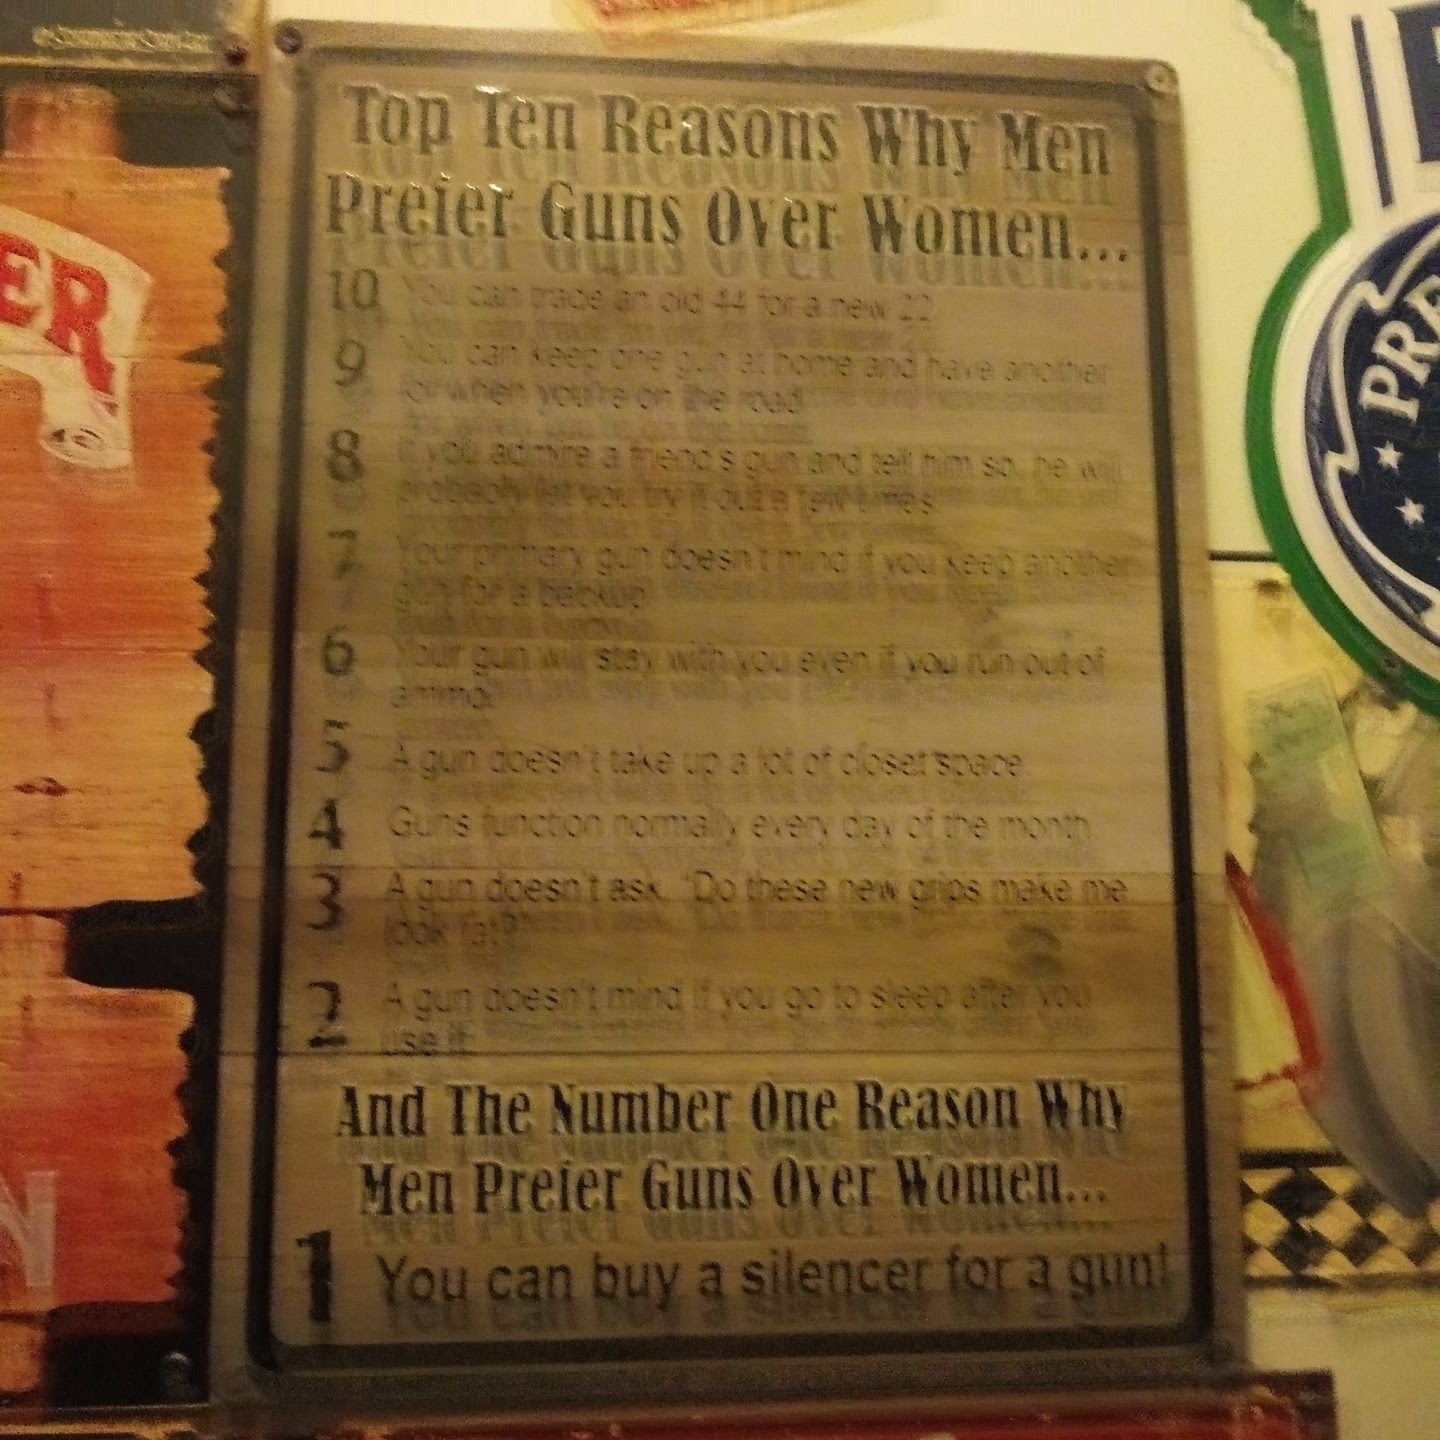 ER
Top Ten Reasons Why Men
Prefer Guns Over Women...
10 You can trade an old 44 for a new 22
9 You can keep one gun at home and have another
for when you're on the road
8 If you admire a friend's gun and tell him so, he will
probably let you try it out a few times.
7 Your primary gun doesn't mind if you keep another
gun for a backup
6 Your gun will stay with you even if you run out of
ammo.
5 A gun doesn't take up a lot of closet space.
4 Guns function normally every day of the month.
3 A gun doesn't ask, "Do these new grips make me
look fat?"
2 A gun doesn't mind if you go to sleep after you
use it.
And The Number One Reason Why
Men Prefer Guns Over Women...
1 You can buy a silencer for a gun!
PRE
N